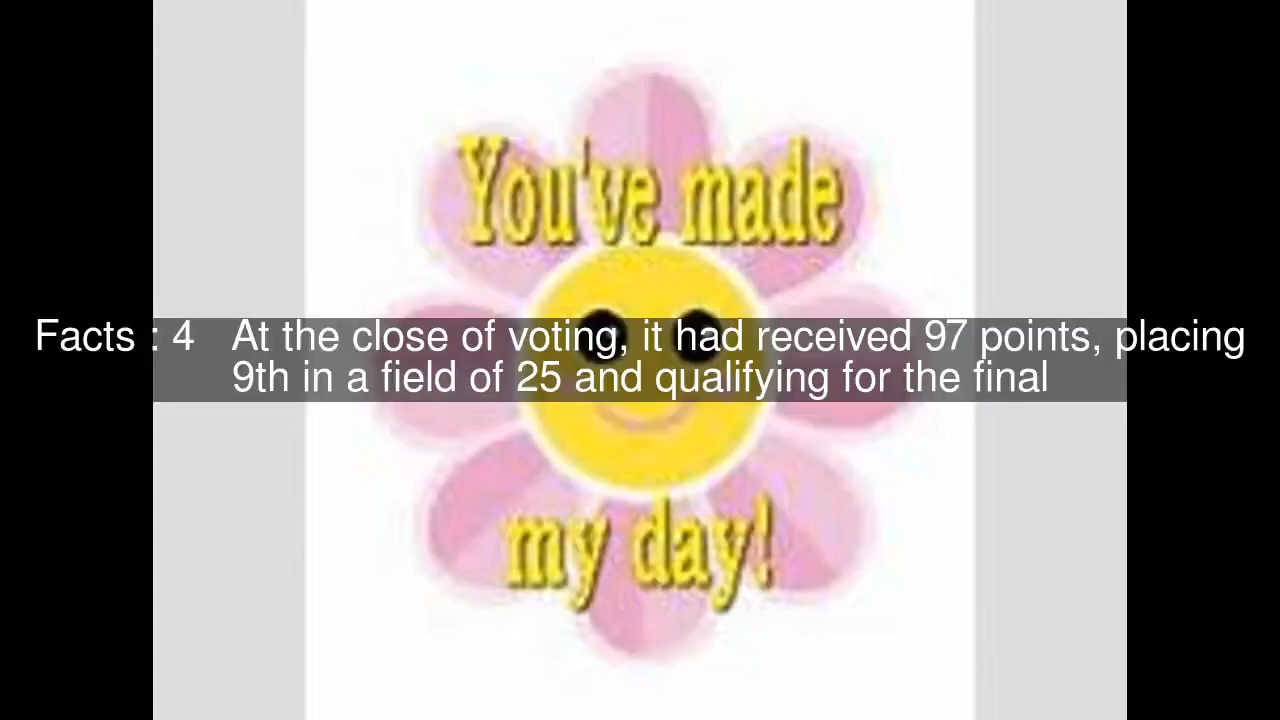 You've made
Facts : 4   At the close of voting, it had received 97 points, placing
9th in a field of 25 and qualifying for the final
my day!